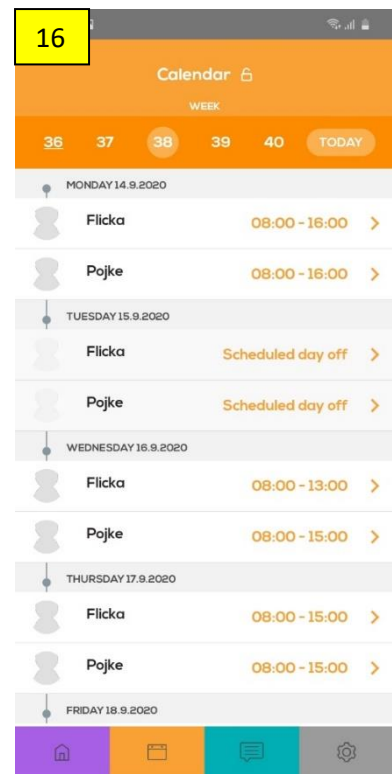 16
Calendar
WEEK
36 37 38 39 40 TODAY
MONDAY 14.9.2020
Flicka 08:00 - 16:00
Pojke 08:00 - 16:00
TUESDAY 15.9.2020
Flicka Scheduled day off
Pojke Scheduled day off
WEDNESDAY 16.9.2020
Flicka 08:00 - 13:00
Pojke 08:00 - 15:00
THURSDAY 17.9.2020
Flicka 08:00 - 15:00
Pojke 08:00 - 15:00
FRIDAY 18.9.2020